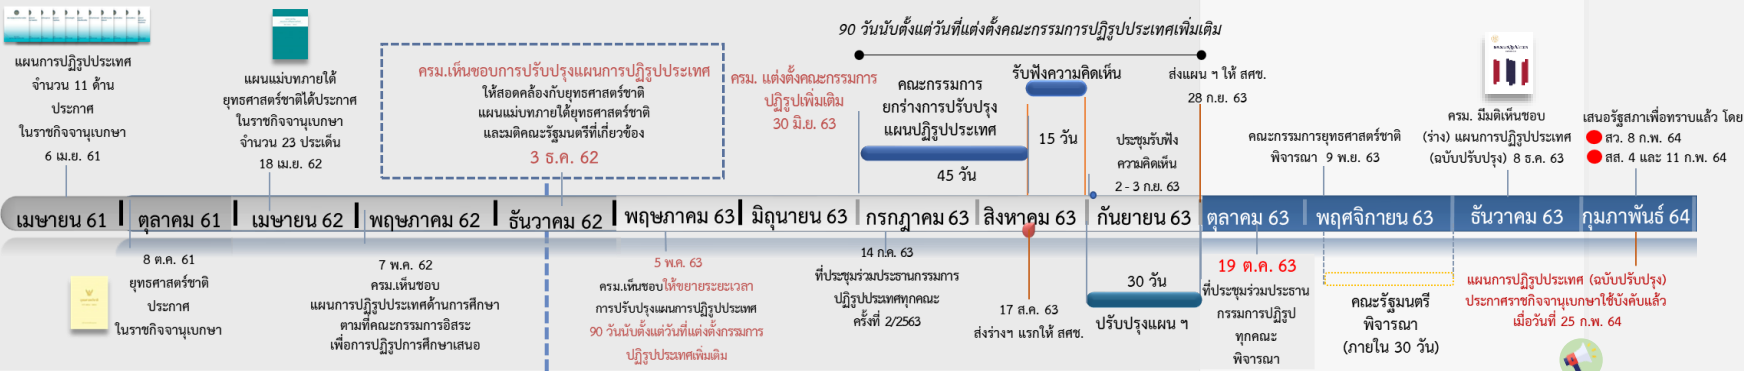 แผนการปฏิรูปประเทศ
จำนวน 11 ด้าน
ประกาศ
ในราชกิจจานุเบกษา
6 เม.ย. 61
แผนแม่บทภายใต้
ยุทธศาสตร์ชาติได้ประกาศ
ในราชกิจจานุเบกษา
จำนวน 23 ประเด็น
18 เม.ย. 62
ครม.เห็นชอบการปรับปรุงแผนการปฏิรูปประเทศ
ให้สอดคล้องกับยุทธศาสตร์ชาติ
แผนแม่บทภายใต้ยุทธศาสตร์ชาติ
และมติคณะรัฐมนตรีที่เกี่ยวข้อง
3 ธ.ค. 62
90 วันนับตั้งแต่วันที่แต่งตั้งคณะกรรมการปฏิรูปประเทศเพิ่มเติม
ครม. แต่งตั้งคณะกรรมการ
ปฏิรูปเพิ่มเติม
30 มิ.ย. 63
คณะกรรมการ
ยกร่างการปรับปรุง
แผนปฏิรูปประเทศ
45 วัน
รับฟังความคิดเห็น
15 วัน
ประชุมรับฟัง
ความคิดเห็น
2 - 3 ก.ย. 63
ส่งแผน ฯ ให้ สศช.
28 ก.ย. 63
คณะกรรมการยุทธศาสตร์ชาติ
พิจารณา 9 พ.ย. 63
ครม. มีมติเห็นชอบ
(ร่าง) แผนการปฏิรูปประเทศ
(ฉบับปรับปรุง) 8 ธ.ค. 63
เสนอรัฐสภาเพื่อทราบแล้ว โดย
สว. 8 ก.พ. 64
สส. 4 และ 11 ก.พ. 64
เมษายน 61
ตุลาคม 61
เมษายน 62
พฤษภาคม 62
ธันวาคม 62
พฤษภาคม 63
มิถุนายน 63
กรกฎาคม 63
สิงหาคม 63
กันยายน 63
ตุลาคม 63
พฤศจิกายน 63
ธันวาคม 63
กุมภาพันธ์ 64
8 ต.ค. 61
ยุทธศาสตร์ชาติ
ประกาศ
ในราชกิจจานุเบกษา
7 พ.ค. 62
ครม.เห็นชอบ
แผนการปฏิรูปประเทศด้านการศึกษา
ตามที่คณะกรรมการอิสระ
เพื่อการปฏิรูปการศึกษาเสนอ
5 พ.ค. 63
ครม.เห็นชอบให้ขยายระยะเวลา
การปรับปรุงแผนการปฏิรูปประเทศ
90 วันนับตั้งแต่วันที่แต่งตั้งกรรมการ
ปฏิรูปประเทศเพิ่มเติม
14 ก.ค. 63
ที่ประชุมร่วมประธานกรรมการ
ปฏิรูปประเทศทุกคณะ
ครั้งที่ 2/2563
17 ส.ค. 63
ส่งร่างฯ แรกให้ สศช.
30 วัน
ปรับปรุงแผน ฯ
19 ต.ค. 63
ที่ประชุมร่วมประธาน
กรรมการปฏิรูป
ทุกคณะ
พิจารณา
คณะรัฐมนตรี
พิจารณา
(ภายใน 30 วัน)
แผนการปฏิรูปประเทศ (ฉบับปรับปรุง)
ประกาศราชกิจจานุเบกษาใช้บังคับแล้ว
เมื่อวันที่ 25 ก.พ. 64